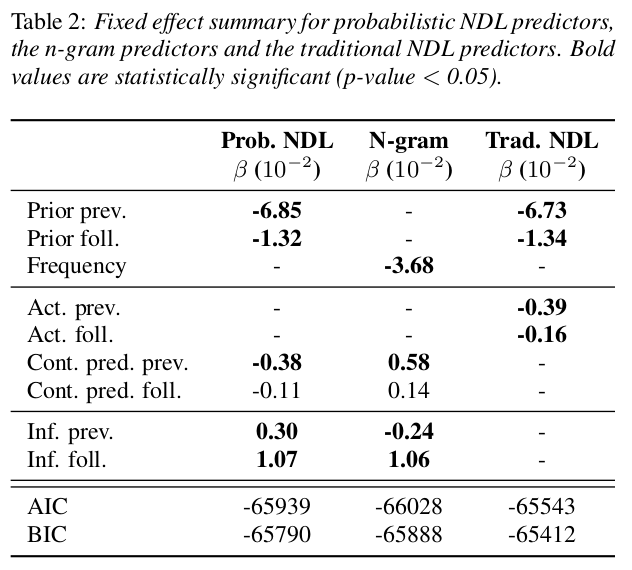 Table 2: Fixed effect summary for probabilistic NDL predictors,
the n-gram predictors and the traditional NDL predictors. Bold
values are statistically significant (p-value < 0.05).
Prob. NDL N-gram Trad. NDL
β (10⁻²) β (10⁻²) β (10⁻²)
Prior prev. -6.85 - -6.73
Prior foll. -1.32 - -1.34
Frequency - -3.68 -
Act. prev. - - -0.39
Act. foll. - - -0.16
Cont. pred. prev. -0.38 0.58 -
Cont. pred. foll. -0.11 0.14 -
Inf. prev. 0.30 -0.24 -
Inf. foll. 1.07 1.06 -
AIC -65939 -66028 -65543
BIC -65790 -65888 -65412